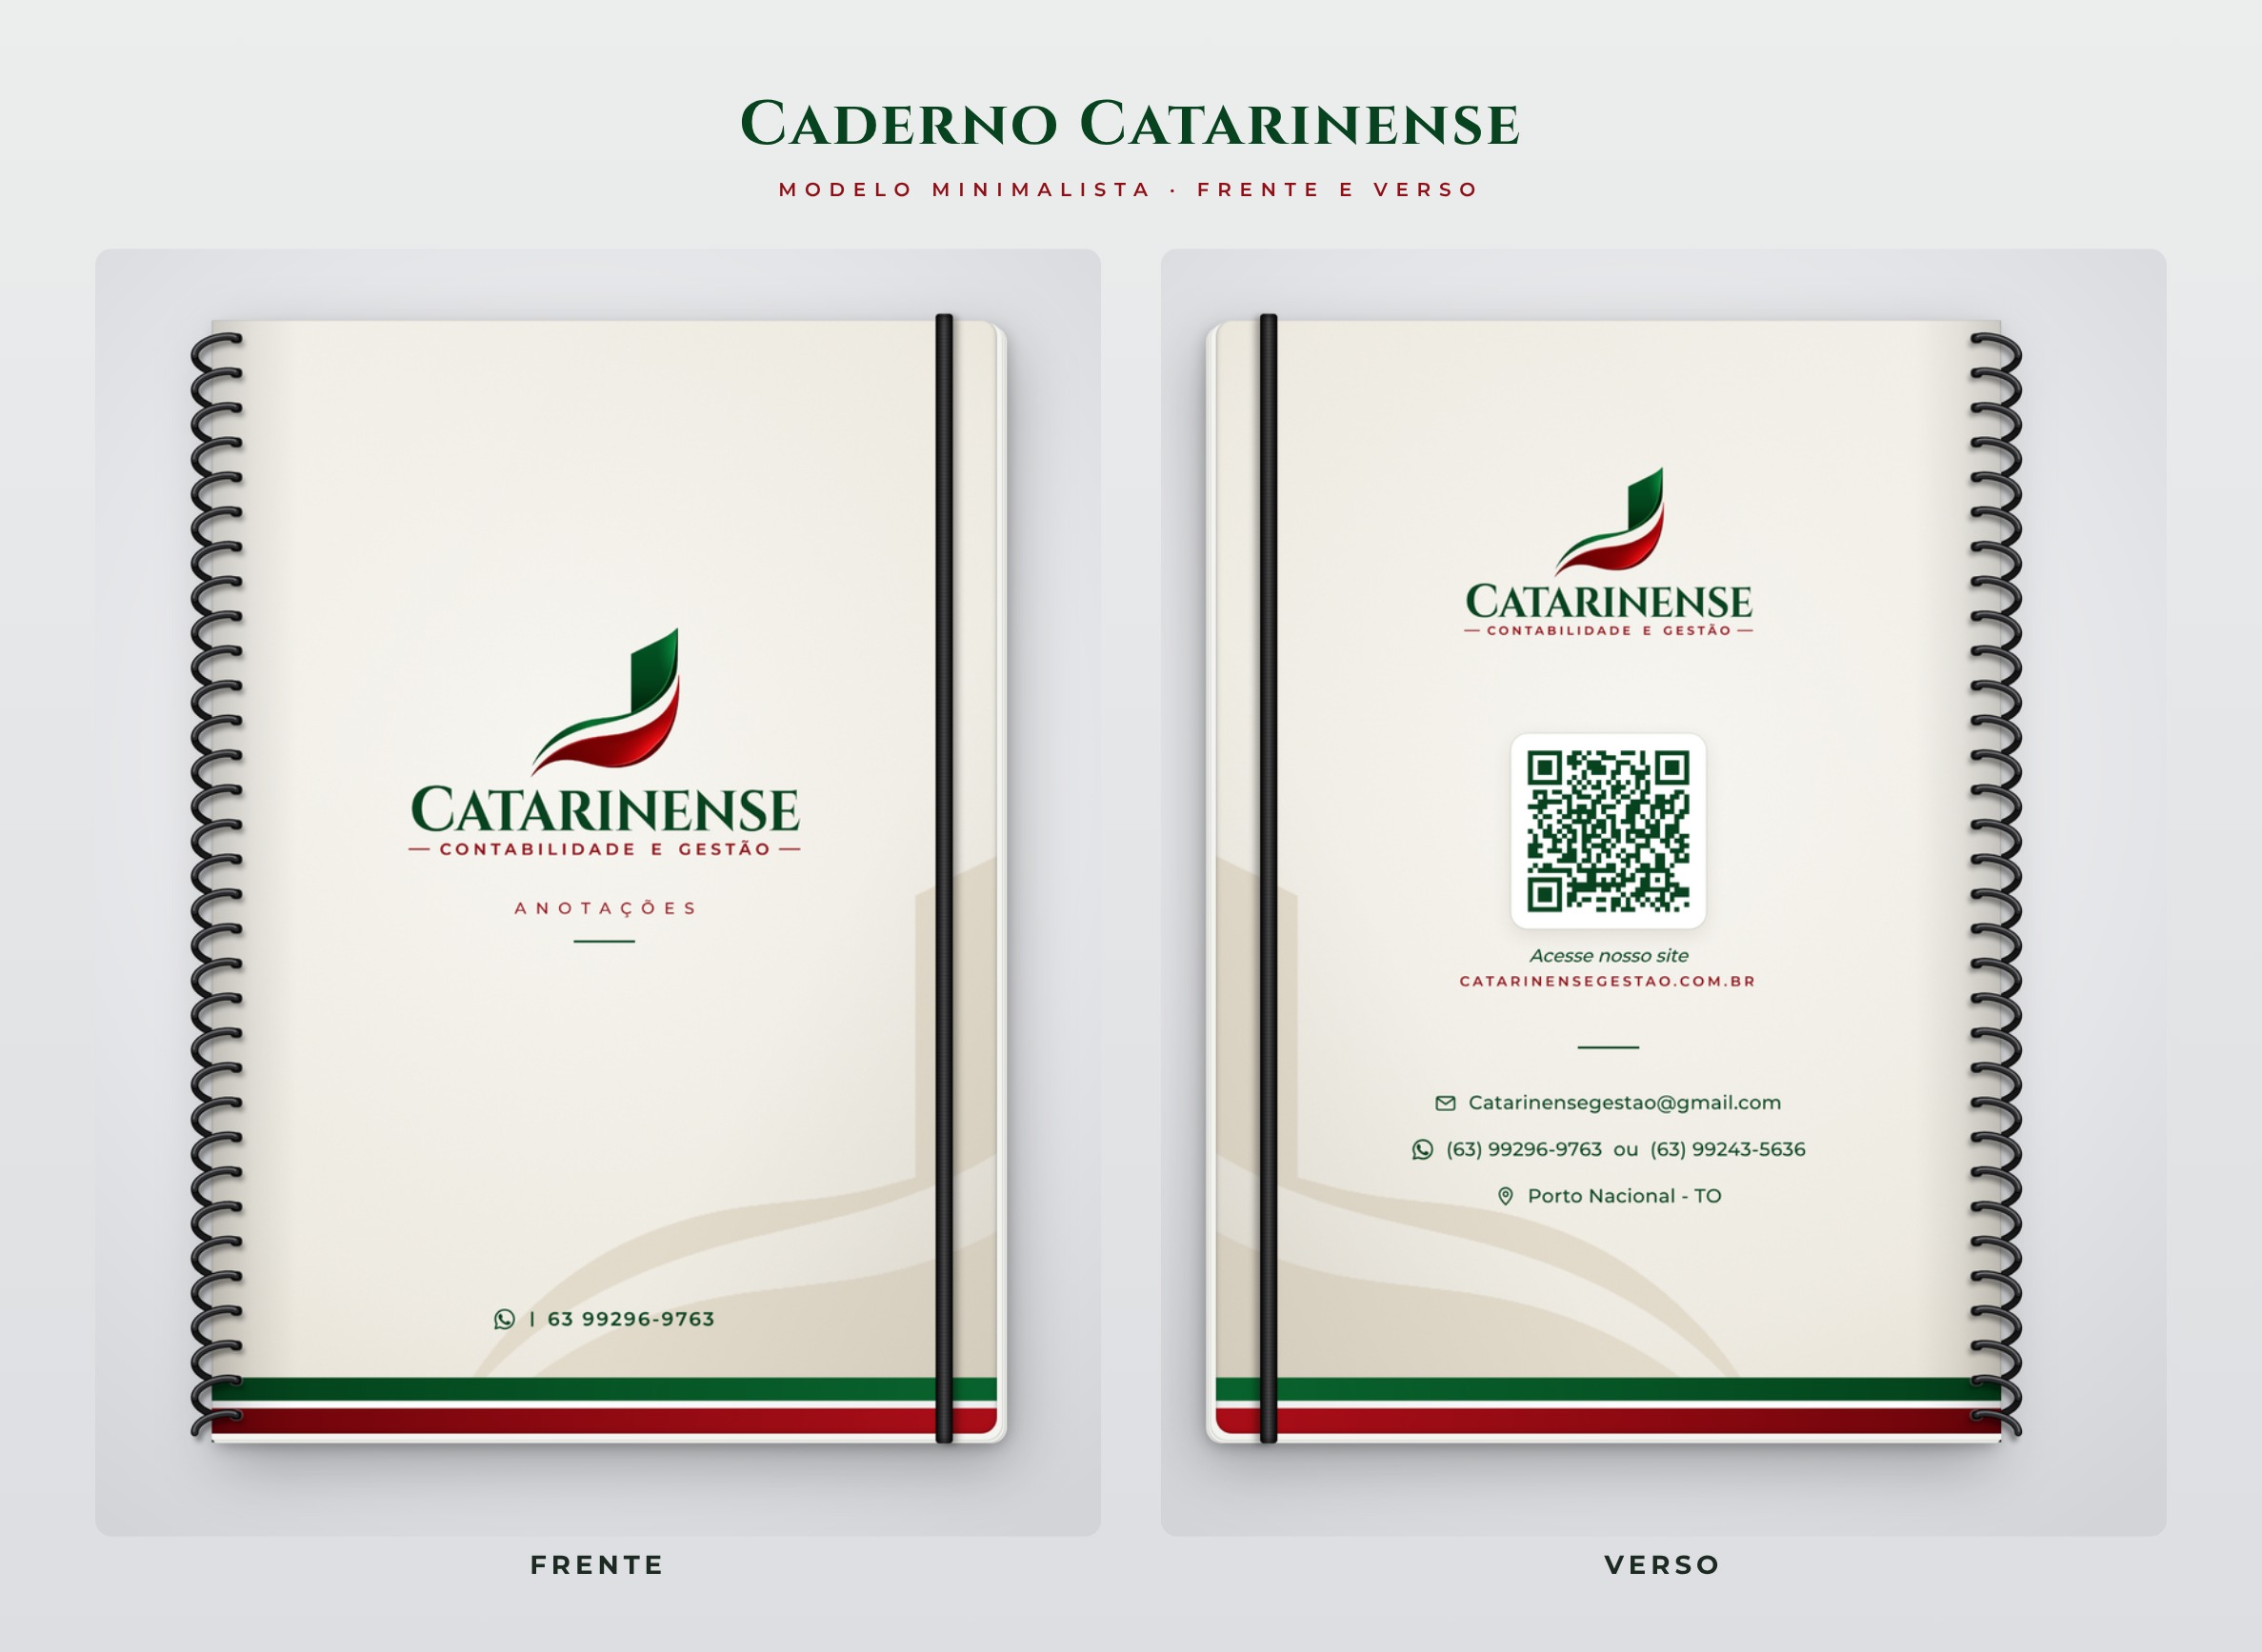 CADERNO CATARINENSE
MODELO MINIMALISTA · FRENTE E VERSO
CATARINENSE
— CONTABILIDADE E GESTÃO —
ANOTAÇÕES
| 63 99296-9763
FRENTE
CATARINENSE
— CONTABILIDADE E GESTÃO —
Acesse nosso site
CATARINENSEGESTAO.COM.BR
Catarinensegestao@gmail.com
(63) 99296-9763 ou (63) 99243-5636
Porto Nacional - TO
VERSO